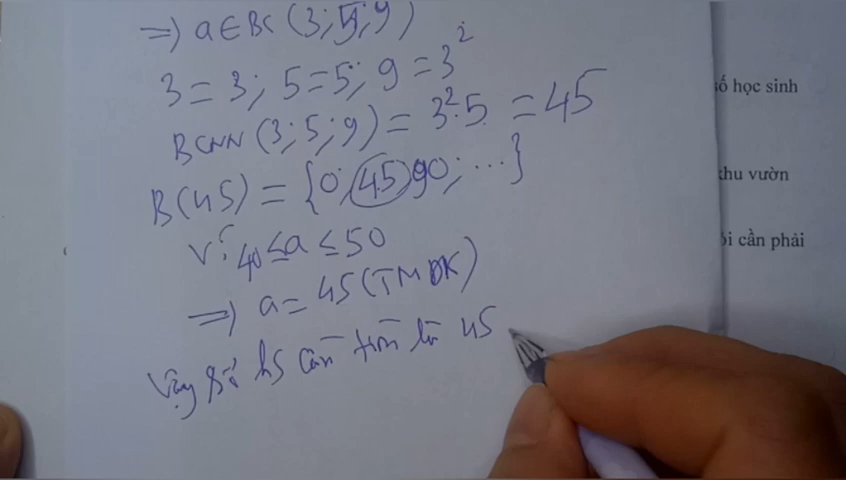 => a ∈ BC (3; 5; 9)
3 = 3; 5 = 5; 9 = 3²
BCNN (3; 5; 9) = 3².5 = 45
B(45) = {0; 45; 90; ...}
Vì 40 ≤ a ≤ 50
=> a = 45 (TMĐK)
Vậy số hs cần tìm là 45
số học sinh
khu vườn
cần phải